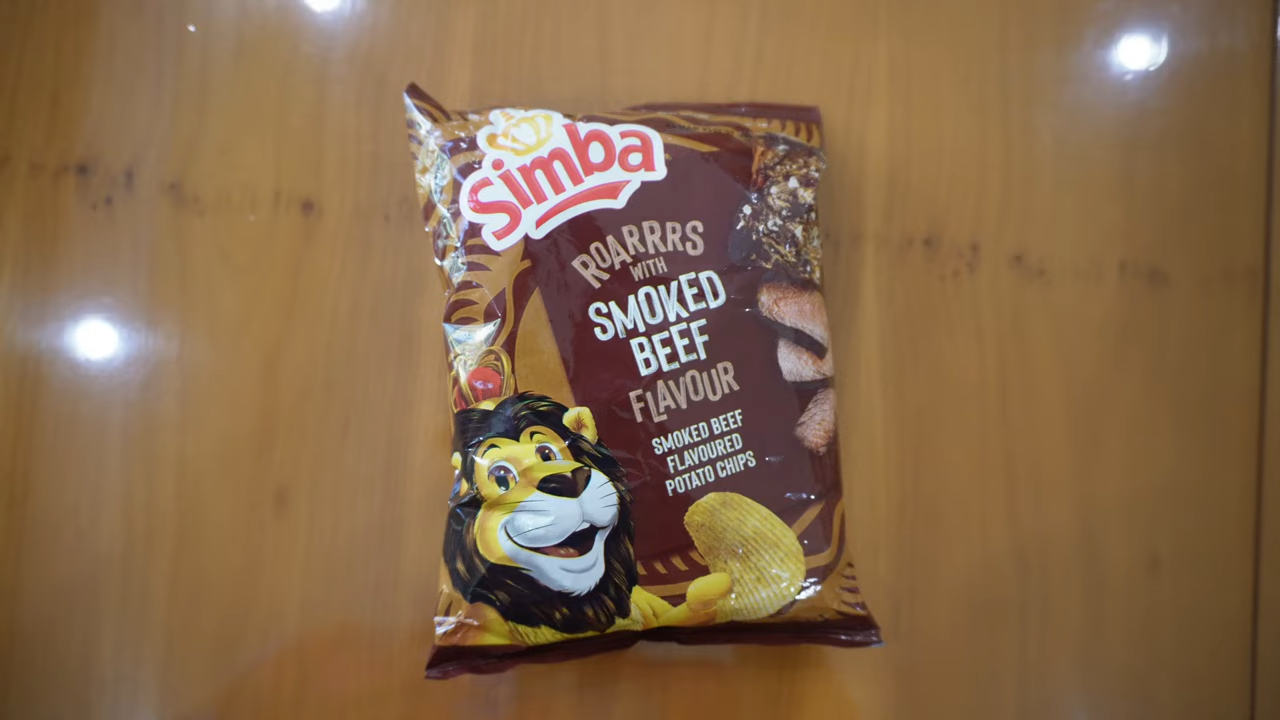 Simba
ROARRRS
WITH
SMOKED
BEEF
FLAVOUR
SMOKED BEEF
FLAVOURED
POTATO CHIPS